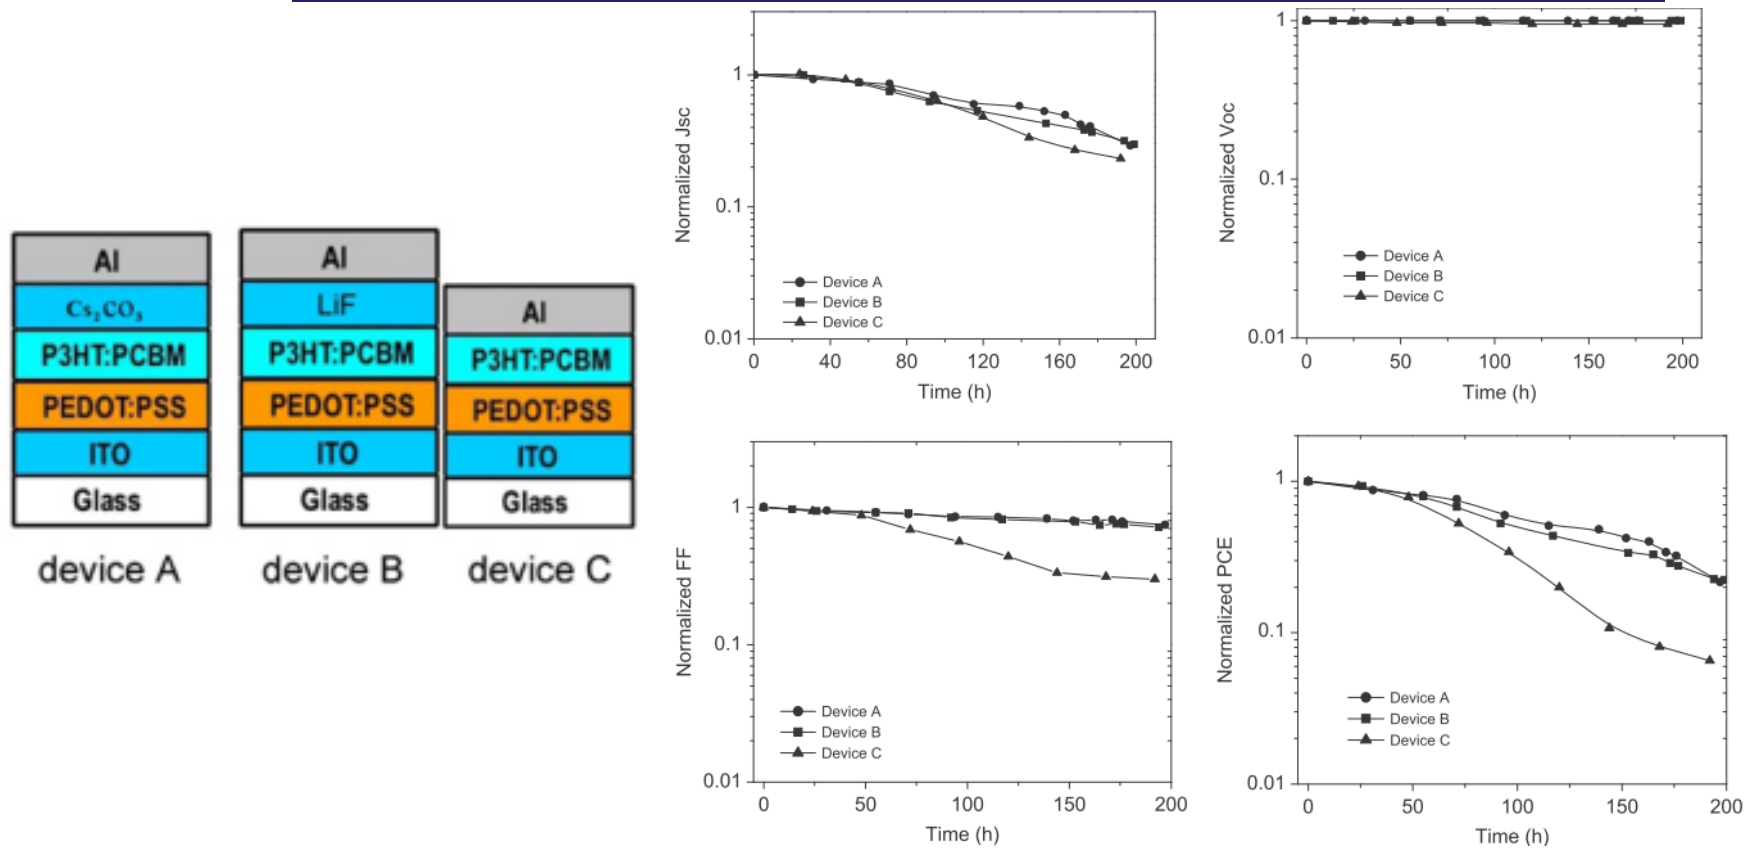 Al
Cs₂CO₃
P3HT:PCBM
PEDOT:PSS
ITO
Glass
device A
Al
LiF
P3HT:PCBM
PEDOT:PSS
ITO
Glass
device B
Al
P3HT:PCBM
PEDOT:PSS
ITO
Glass
device C
Normalized Jsc
1
0.1
0.01
Device A
Device B
Device C
0 40 80 120 160 200
Time (h)
Normalized Voc
1
0.1
0.01
Device A
Device B
Device C
0 50 100 150 200
Time (h)
Normalized FF
1
0.1
0.01
Device A
Device B
Device C
0 50 100 150 200
Time (h)
Normalized PCE
1
0.1
0.01
Device A
Device B
Device C
0 50 100 150 200
Time (h)